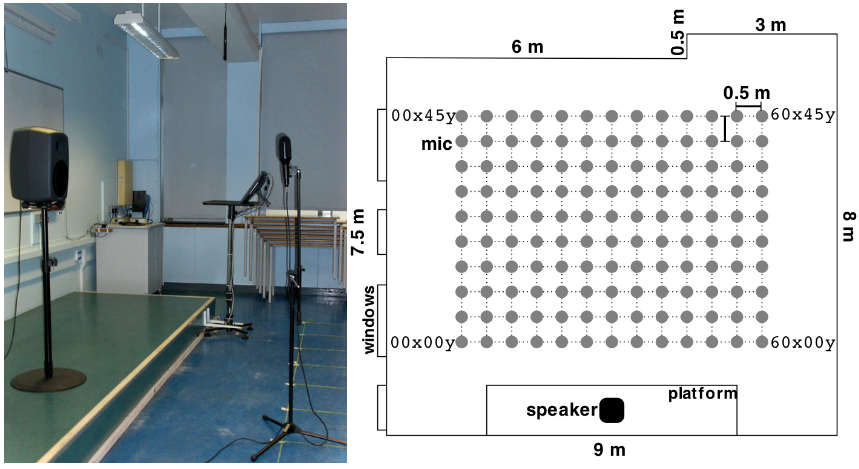 3 m
6 m
0.5 m
0.5 m
00x45y
60x45y
mic
7.5 m
8 m
windows
00x00y
60x00y
platform
speaker
9 m